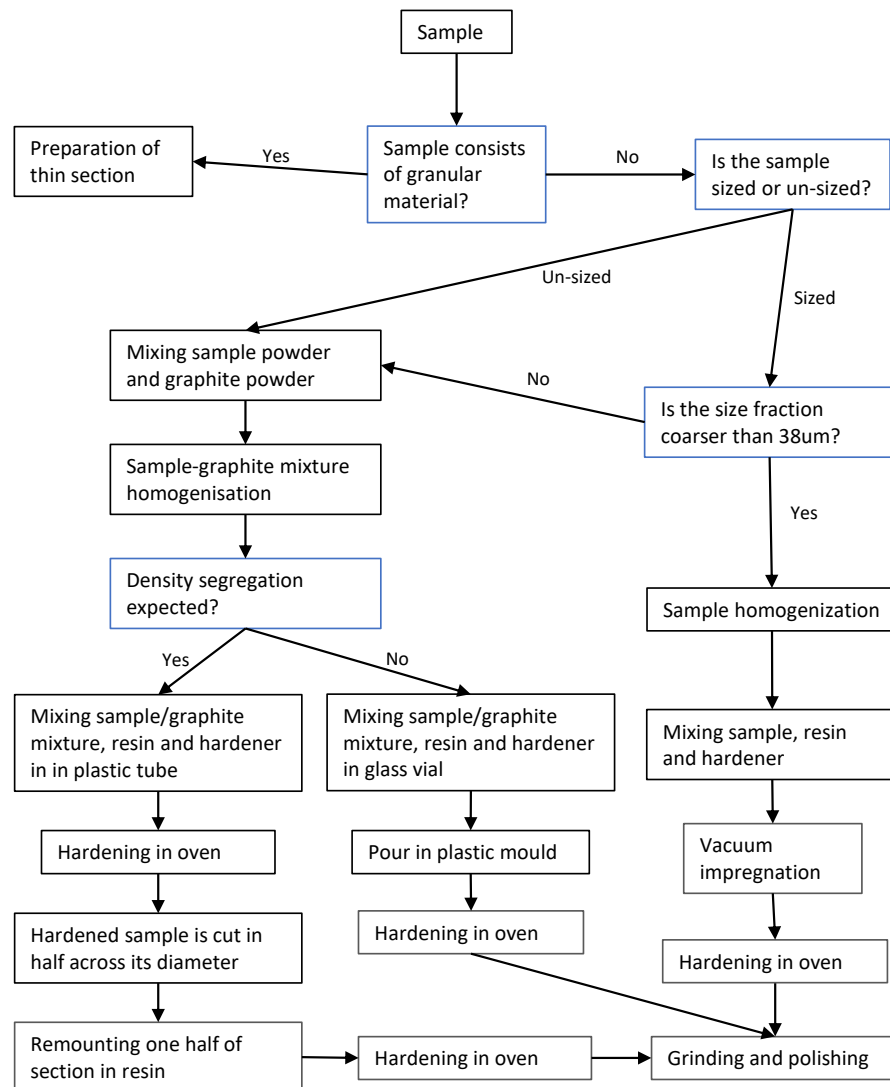 Sample
Preparation of
thin section
Yes
Sample consists
of granular
material?
No
Is the sample
sized or un-sized?
Un-sized
Sized
Mixing sample powder
and graphite powder
No
Is the size fraction
coarser than 38um?
Sample-graphite mixture
homogenisation
Yes
Density segregation
expected?
Sample homogenization
Yes
No
Mixing sample/graphite
mixture, resin and hardener
in in plastic tube
Mixing sample/graphite
mixture, resin and hardener
in glass vial
Mixing sample, resin
and hardener
Hardening in oven
Pour in plastic mould
Vacuum
impregnation
Hardened sample is cut in
half across its diameter
Hardening in oven
Hardening in oven
Remounting one half of
section in resin
Hardening in oven
Grinding and polishing